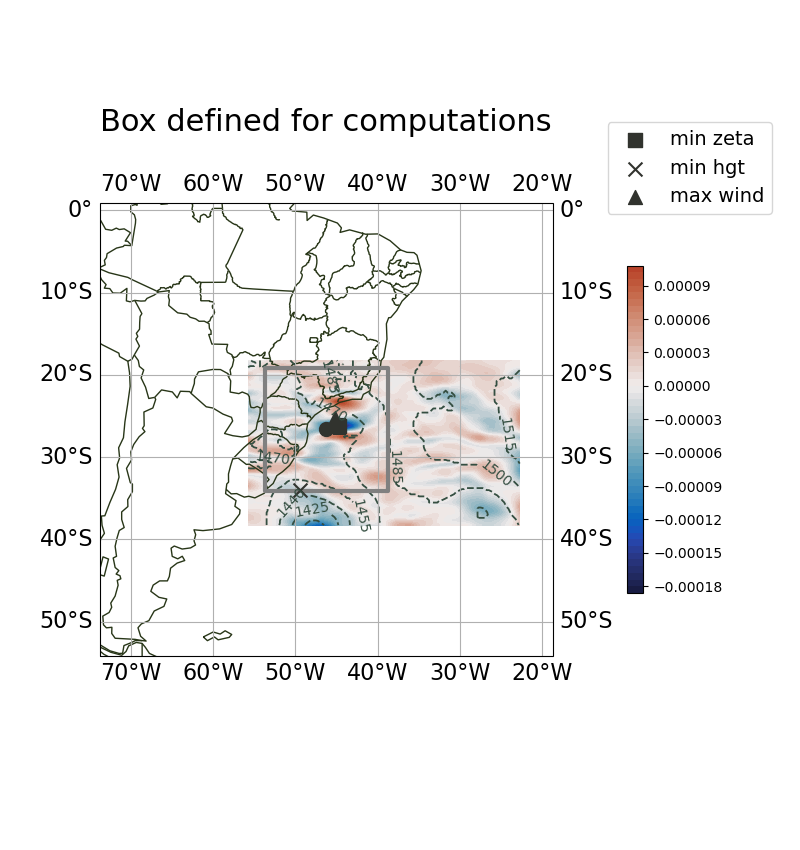 Box defined for computations
min zeta
min hgt
max wind
70°W 60°W 50°W 40°W 30°W 20°W
0° 0°
10°S 10°S
20°S 20°S
30°S 30°S
40°S 40°S
50°S 50°S
70°W 60°W 50°W 40°W 30°W 20°W
1485
1515
1470
1485
1500
1425
1455
0.00009
0.00006
0.00003
0.00000
−0.00003
−0.00006
−0.00009
−0.00012
−0.00015
−0.00018